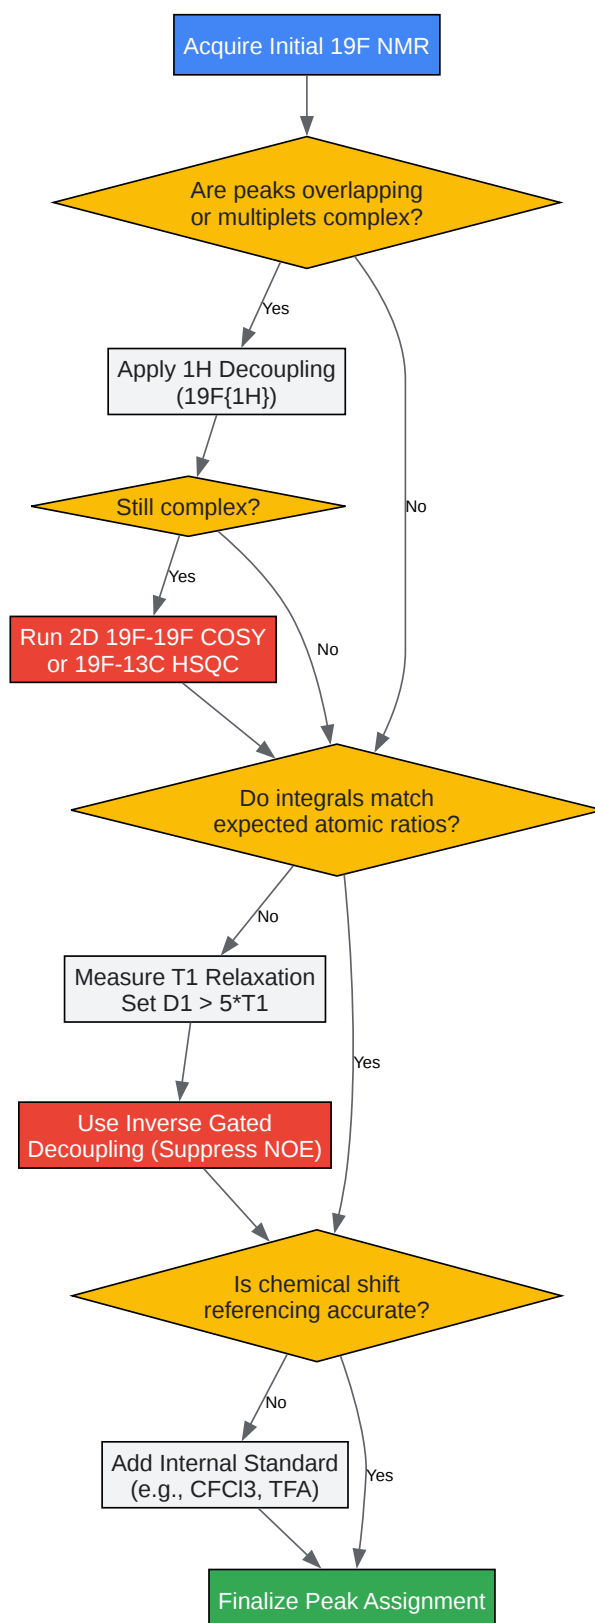 Acquire Initial 19F NMR
Are peaks overlapping
or multiplets complex?
Yes
Apply 1H Decoupling
(19F{1H})
No
Still complex?
Yes
No
Run 2D 19F-19F COSY
or 19F-13C HSQC
Do integrals match
expected atomic ratios?
No
Measure T1 Relaxation
Set D1 > 5*T1
Yes
Use Inverse Gated
Decoupling (Suppress NOE)
Is chemical shift
referencing accurate?
No
Add Internal Standard
(e.g., CFCl3, TFA)
Yes
Finalize Peak Assignment